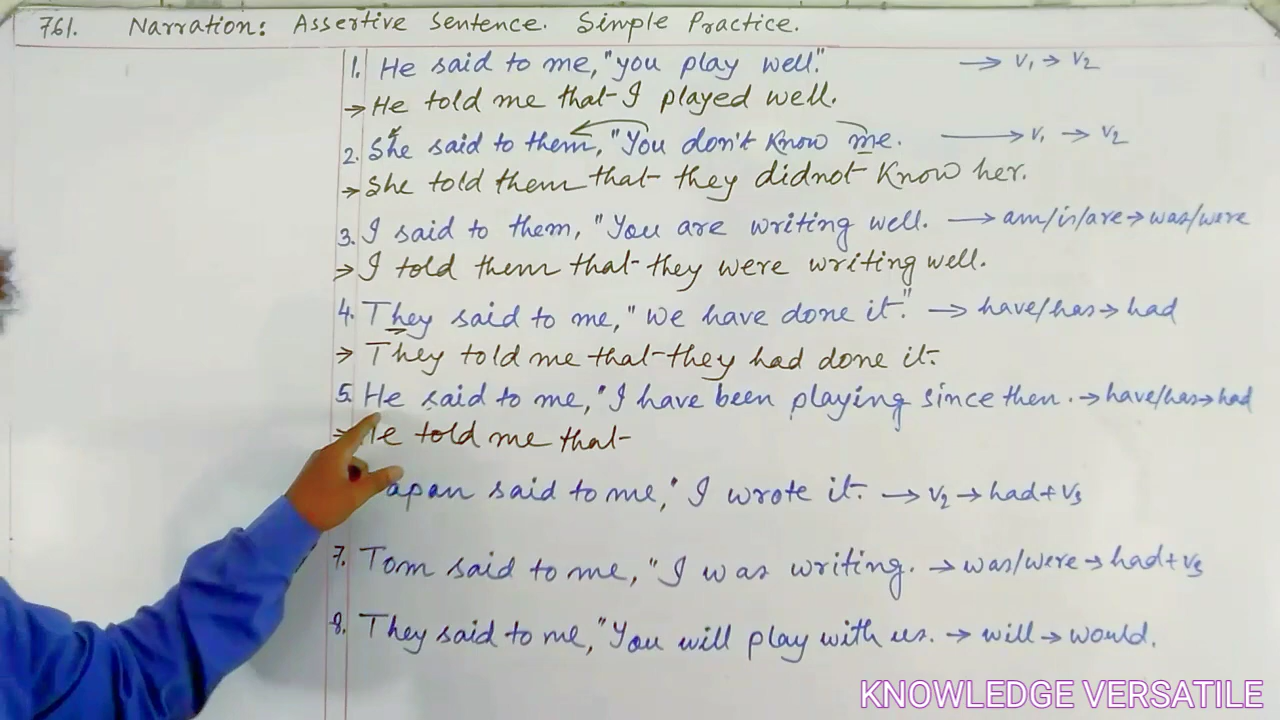 761. Narration: Assertive Sentence. Simple Practice.
1. He said to me, "you play well." → V1 → V2
→ He told me that I played well.
2. She said to them, "You don't know me. → V1 → V2
→ She told them that they didnot know her.
3. I said to them, "You are writing well. → am/is/are → was/were
→ I told them that they were writing well.
4. They said to me, "We have done it." → have/has → had
→ They told me that they had done it.
5. He said to me, "I have been playing since then. → have/has → had
→ He told me that
apan said to me, "I wrote it. → V2 → had + V3
7. Tom said to me, "I was writing. → was/were → had + V3
8. They said to me, "You will play with us. → will → would.
KNOWLEDGE VERSATILE